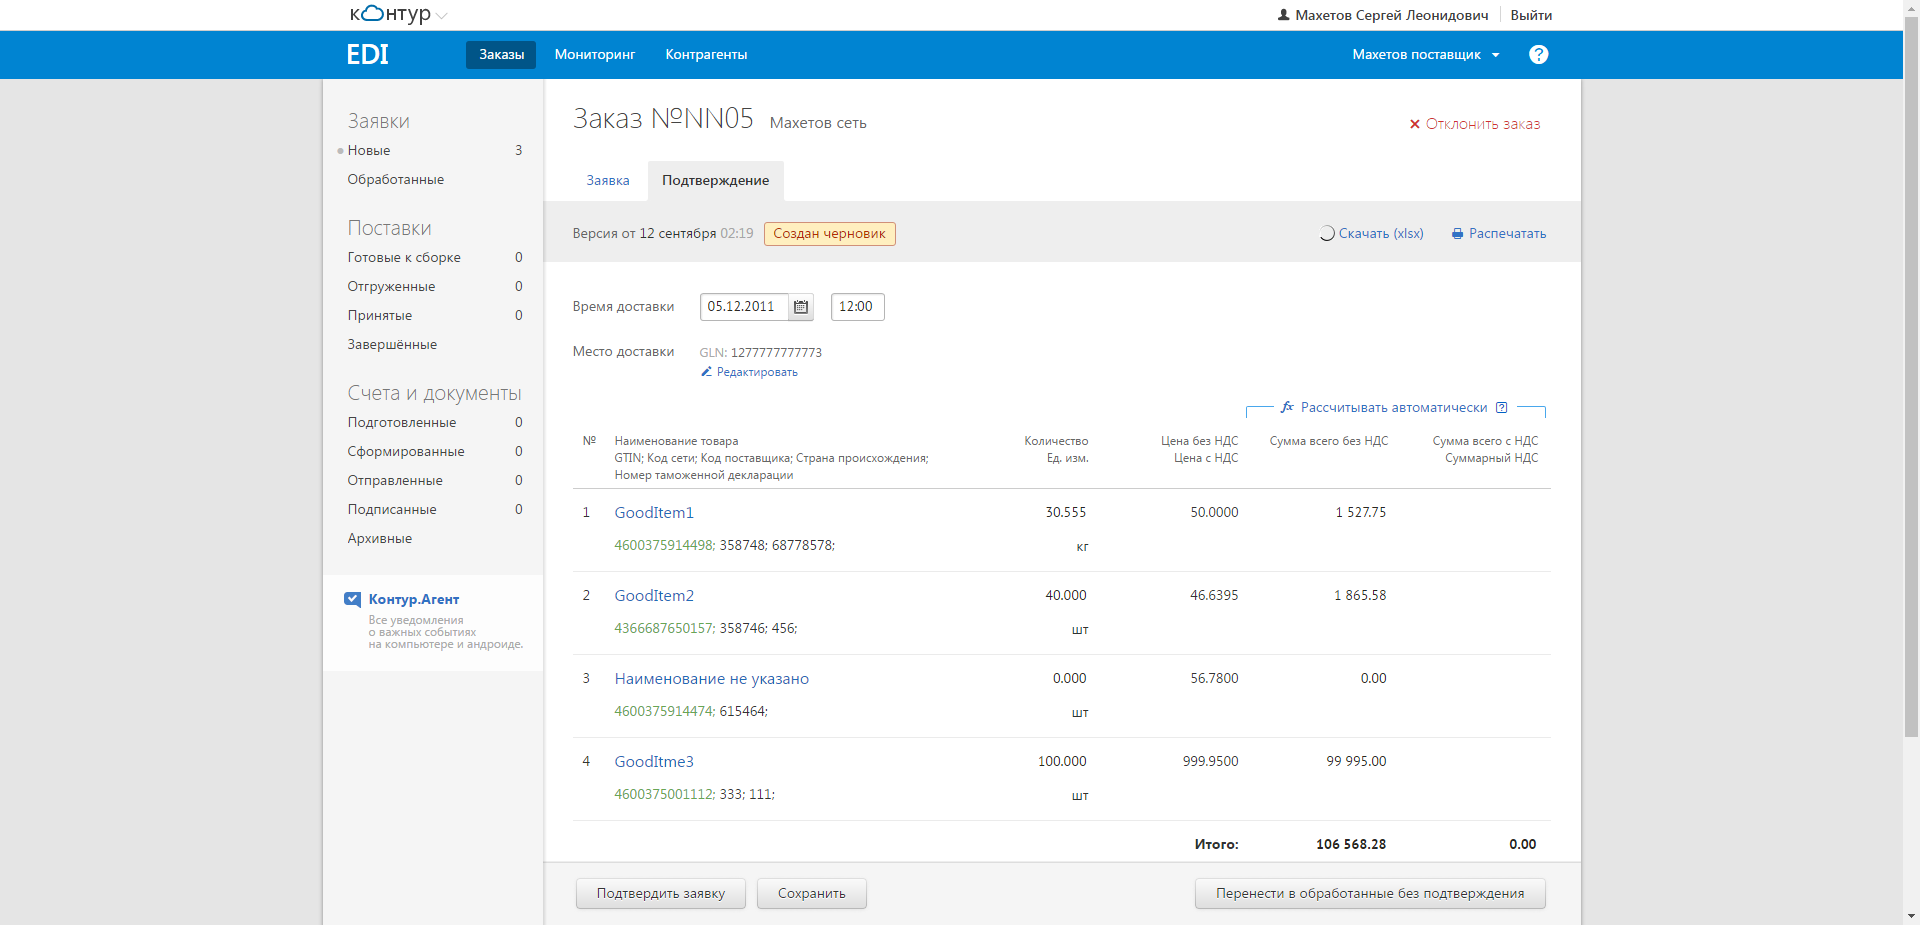 контур
Махетов Сергей Леонидович
Выйти
EDI
Заказы
Мониторинг
Контрагенты
Махетов поставщик
?
Заявки
Новые 3
Обработанные
Поставки
Готовые к сборке 0
Отгруженные 0
Принятые 0
Завершённые
Счета и документы
Подготовленные 0
Сформированные 0
Отправленные 0
Подписанные 0
Архивные
Контур.Агент
Все уведомления
о важных событиях
на компьютере и андроиде.
Заказ №NN05 Махетов сеть
× Отклонить заказ
Заявка
Подтверждение
Версия от 12 сентября 02:19 Создан черновик
Скачать (xlsx)
Распечатать
Время доставки 05.12.2011 12:00
Место доставки GLN: 1277777777773
Редактировать
fx Рассчитывать автоматически ?
№ Наименование товара Количество Цена без НДС Сумма всего без НДС Сумма всего с НДС
GTIN; Код сети; Код поставщика; Страна происхождения; Ед. изм. Цена с НДС Суммарный НДС
Номер таможенной декларации
1 GoodItem1 30.555 50.0000 1 527.75
4600375914498; 358748; 68778578; кг
2 GoodItem2 40.000 46.6395 1 865.58
4366687650157; 358746; 456; шт
3 Наименование не указано 0.000 56.7800 0.00
4600375914474; 615464; шт
4 GoodItme3 100.000 999.9500 99 995.00
4600375001112; 333; 111; шт
Итого: 106 568.28 0.00
Подтвердить заявку
Сохранить
Перенести в обработанные без подтверждения